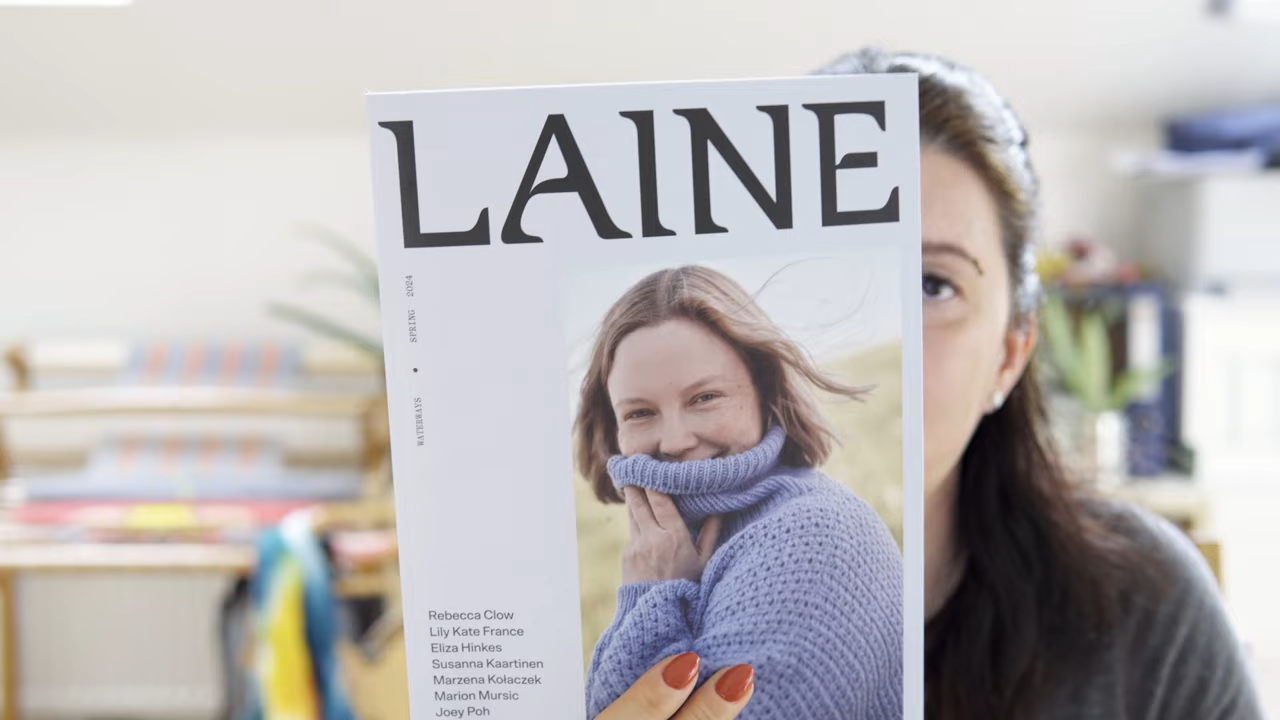 LAINE
WATERWAYS • SPRING 2024
Rebecca Clow
Lily Kate France
Eliza Hinkes
Susanna Kaartinen
Marzena Kołaczek
Marion Mursic
Joey Poh